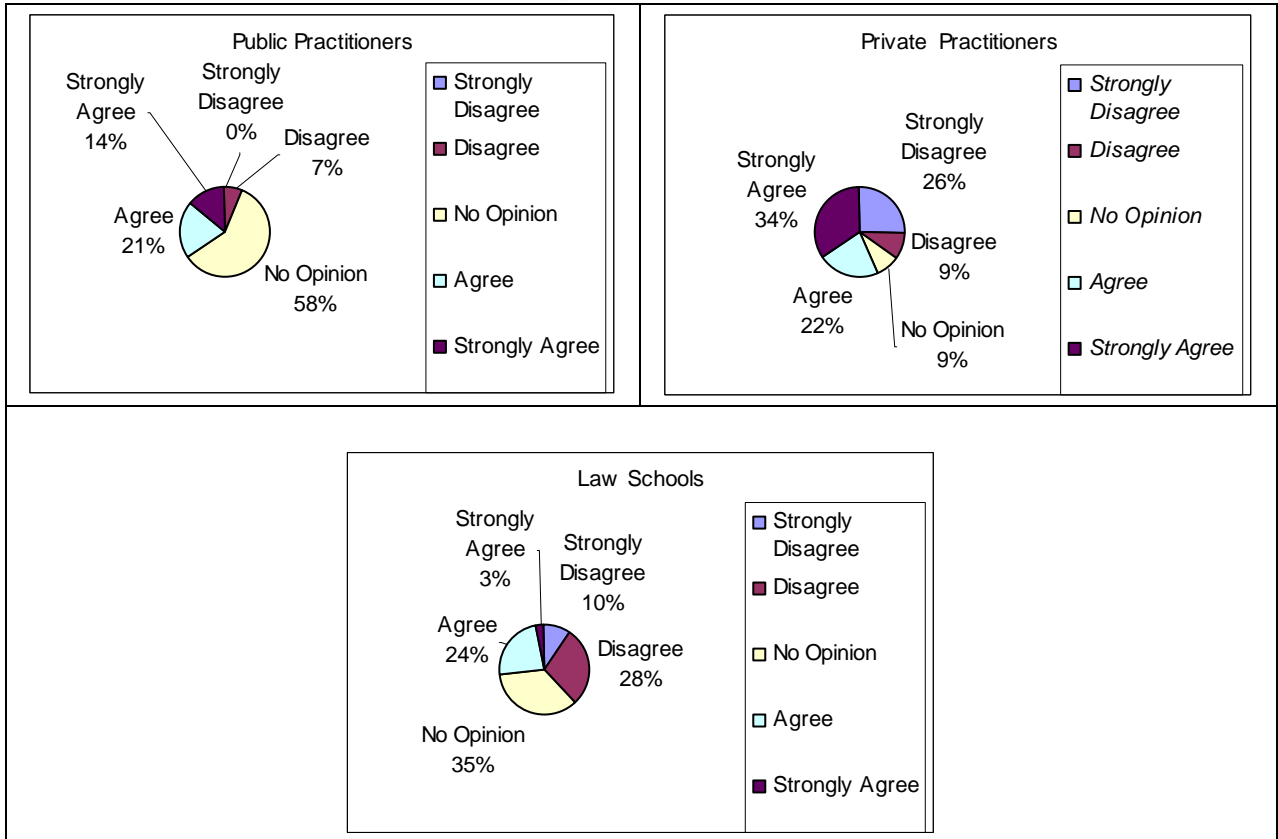 Public Practitioners
Strongly
Agree
14%
Strongly
Disagree
0%
Disagree
7%
Agree
21%
No Opinion
58%
Strongly
Disagree
Disagree
No Opinion
Agree
Strongly Agree
Private Practitioners
Strongly
Agree
34%
Strongly
Disagree
26%
Disagree
9%
Agree
22%
No Opinion
9%
Strongly
Disagree
Disagree
No Opinion
Agree
Strongly Agree
Law Schools
Strongly
Agree
3%
Strongly
Disagree
10%
Agree
24%
Disagree
28%
No Opinion
35%
Strongly
Disagree
Disagree
No Opinion
Agree
Strongly Agree